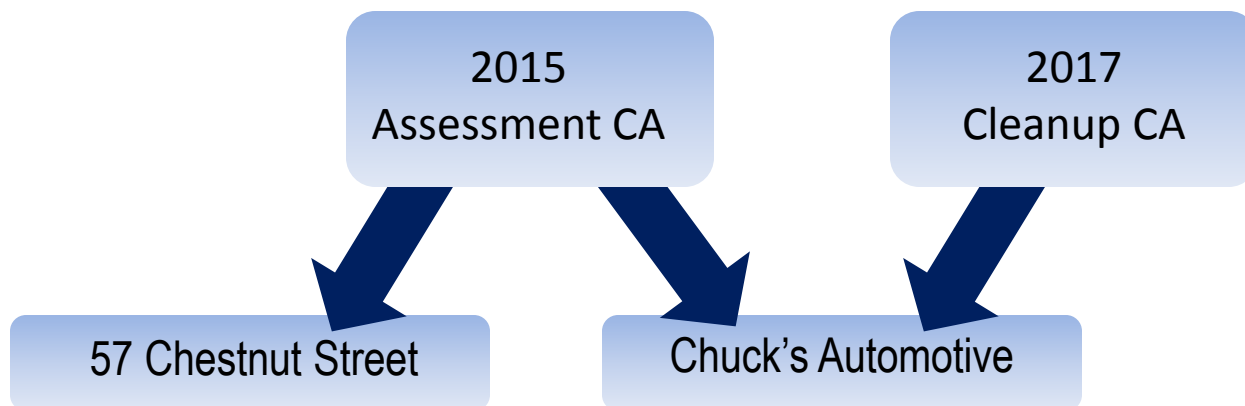 2015
Assessment CA
2017
Cleanup CA
57 Chestnut Street
Chuck’s Automotive